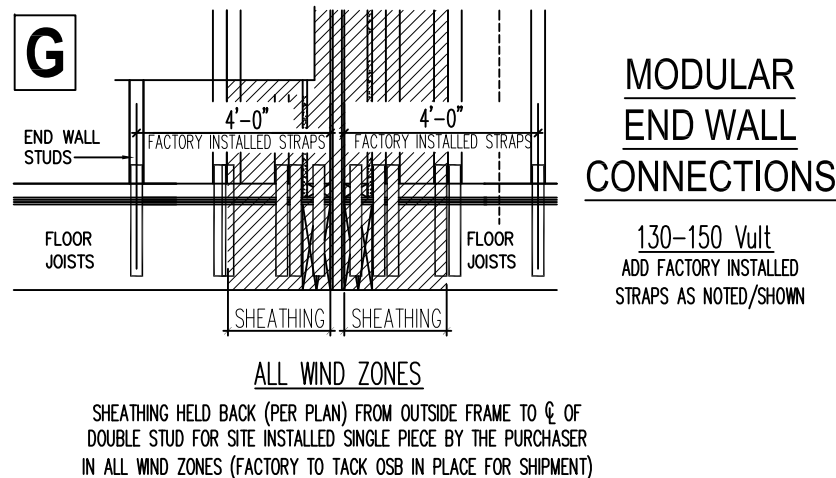 G
4'-0"
4'-0"
END WALL
STUDS
FACTORY INSTALLED STRAPS
FACTORY INSTALLED STRAPS
FLOOR
JOISTS
FLOOR
JOISTS
SHEATHING
SHEATHING
MODULAR
END WALL
CONNECTIONS
130-150 Vult
ADD FACTORY INSTALLED
STRAPS AS NOTED/SHOWN
ALL WIND ZONES
SHEATHING HELD BACK (PER PLAN) FROM OUTSIDE FRAME TO ℄ OF
DOUBLE STUD FOR SITE INSTALLED SINGLE PIECE BY THE PURCHASER
IN ALL WIND ZONES (FACTORY TO TACK OSB IN PLACE FOR SHIPMENT)